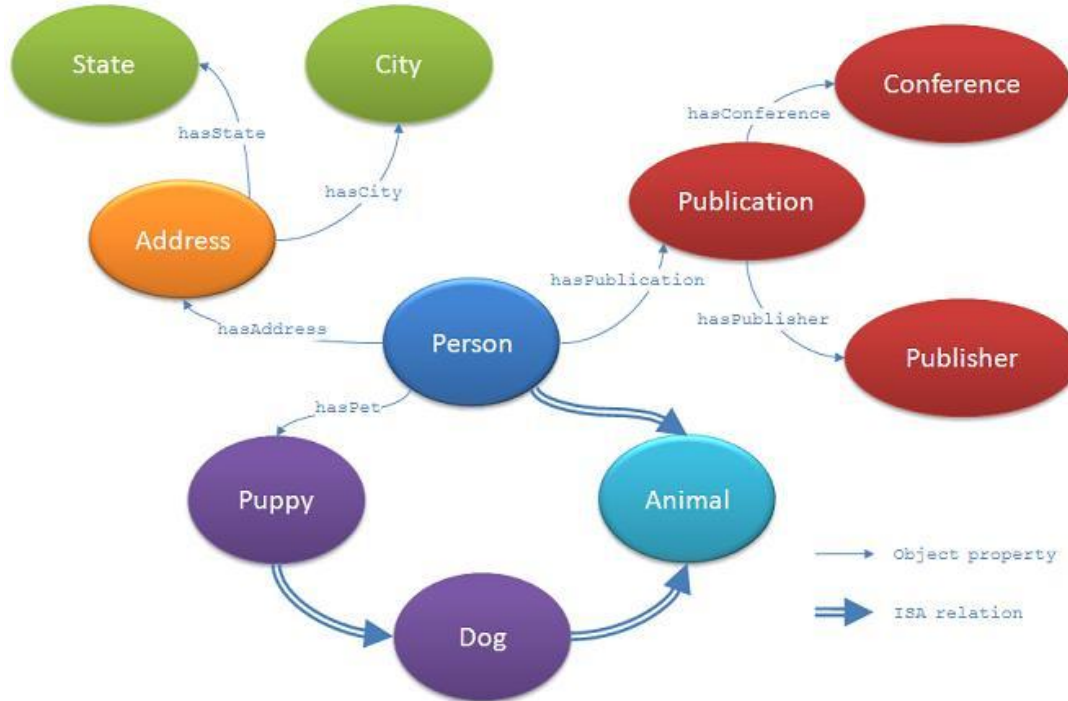 State
City
Conference
hasState
hasConference
hasCity
Publication
Address
hasPublication
hasPublisher
hasAddress
Person
Publisher
hasPet
Puppy
Animal
Object property
ISA relation
Dog